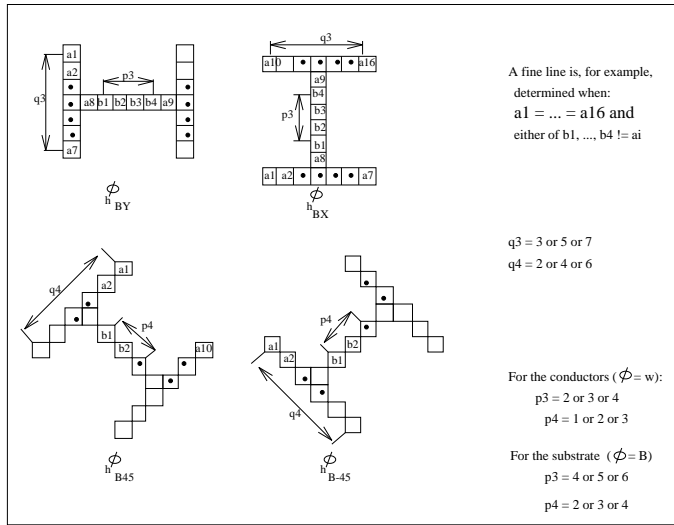 a1
a2
q3
p3
a8 b1 b2 b3 b4 a9
a7
h ϕ BY
q3
a10 a16
a9
b4
p3
b3
b2
b1
a8
a1 a2 a7
h ϕ BX
A fine line is, for example,
determined when:
a1 = ... = a16 and
either of b1, ..., b4 != ai
q3 = 3 or 5 or 7
q4 = 2 or 4 or 6
a1
q4
a2
p4
b1
b2
a10
h ϕ B45
p4
a1
b2
a2
b1
q4
h ϕ B-45
For the conductors (ϕ= w):
p3 = 2 or 3 or 4
p4 = 1 or 2 or 3
For the substrate (ϕ= B)
p3 = 4 or 5 or 6
p4 = 2 or 3 or 4